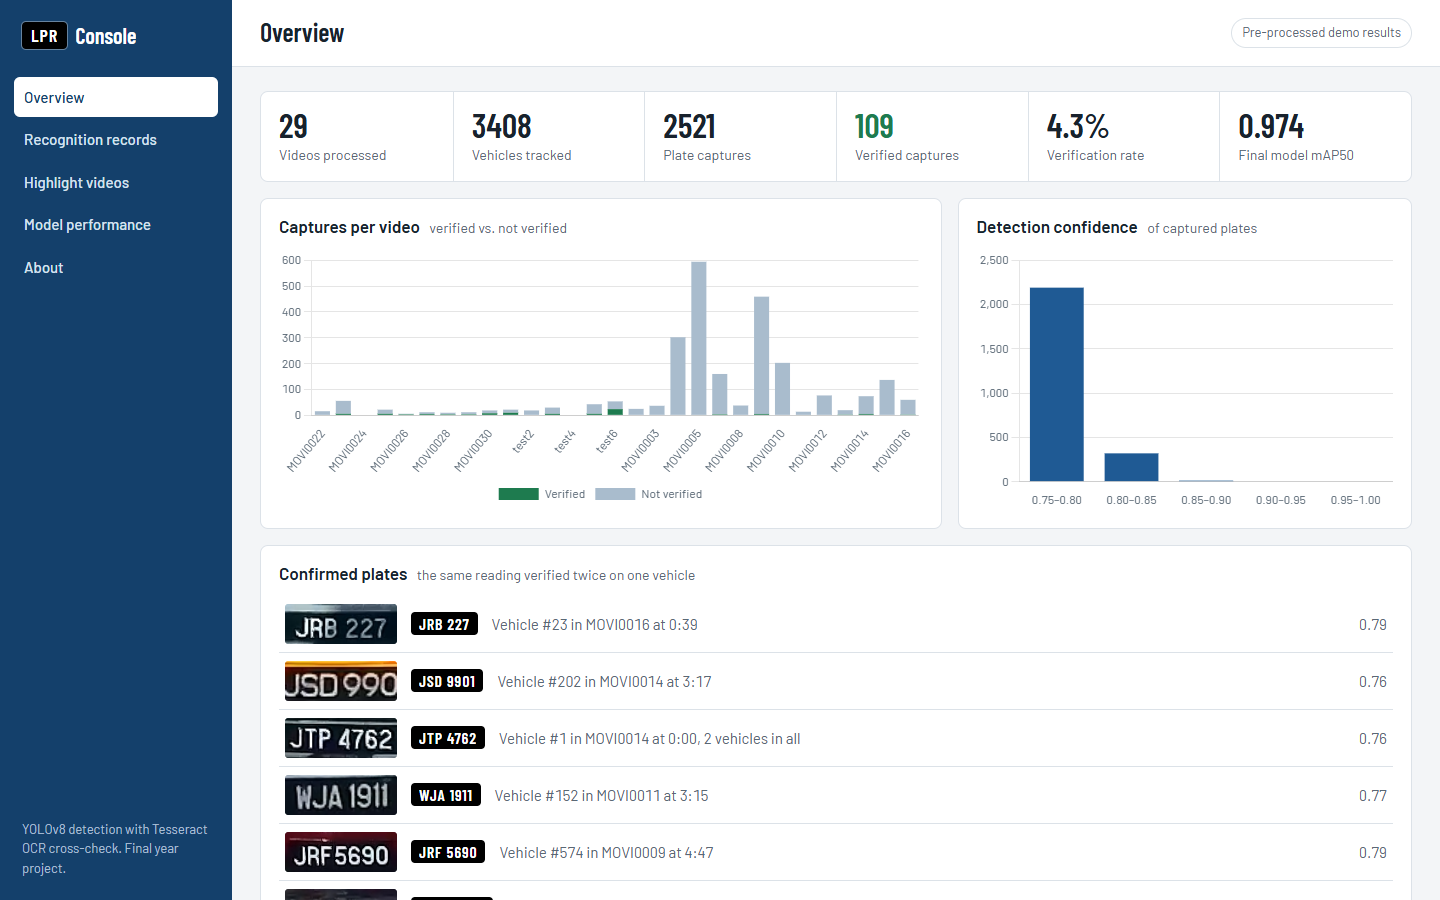 LPR Console
Overview
Recognition records
Highlight videos
Model performance
About
YOLOv8 detection with Tesseract
OCR cross-check. Final year
project.
Overview
Pre-processed demo results
29
Videos processed
3408
Vehicles tracked
2521
Plate captures
109
Verified captures
4.3%
Verification rate
0.974
Final model mAP50
Captures per video verified vs. not verified
600
500
400
300
200
100
0
MOVI0022
MOVI0024
MOVI0026
MOVI0028
MOVI0030
test2
test4
test6
MOVI0003
MOVI0005
MOVI0008
MOVI0010
MOVI0012
MOVI0014
MOVI0016
Verified
Not verified
Detection confidence of captured plates
2,500
2,000
1,500
1,000
500
0
0.75–0.80
0.80–0.85
0.85–0.90
0.90–0.95
0.95–1.00
Confirmed plates the same reading verified twice on one vehicle
JRB 227 JRB 227 Vehicle #23 in MOVI0016 at 0:39 0.79
JSD 990 JSD 9901 Vehicle #202 in MOVI0014 at 3:17 0.76
JTP 4762 JTP 4762 Vehicle #1 in MOVI0014 at 0:00, 2 vehicles in all 0.76
WJA 1911 WJA 1911 Vehicle #152 in MOVI0011 at 3:15 0.77
JRF5690 JRF 5690 Vehicle #574 in MOVI0009 at 4:47 0.79